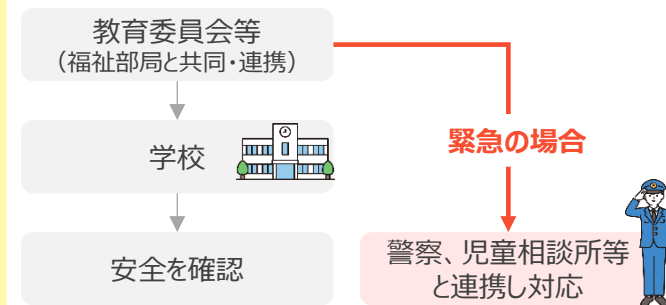 教育委員会等
（福祉部局と共同・連携）
学校
緊急の場合
安全を確認
警察、児童相談所等
と連携し対応